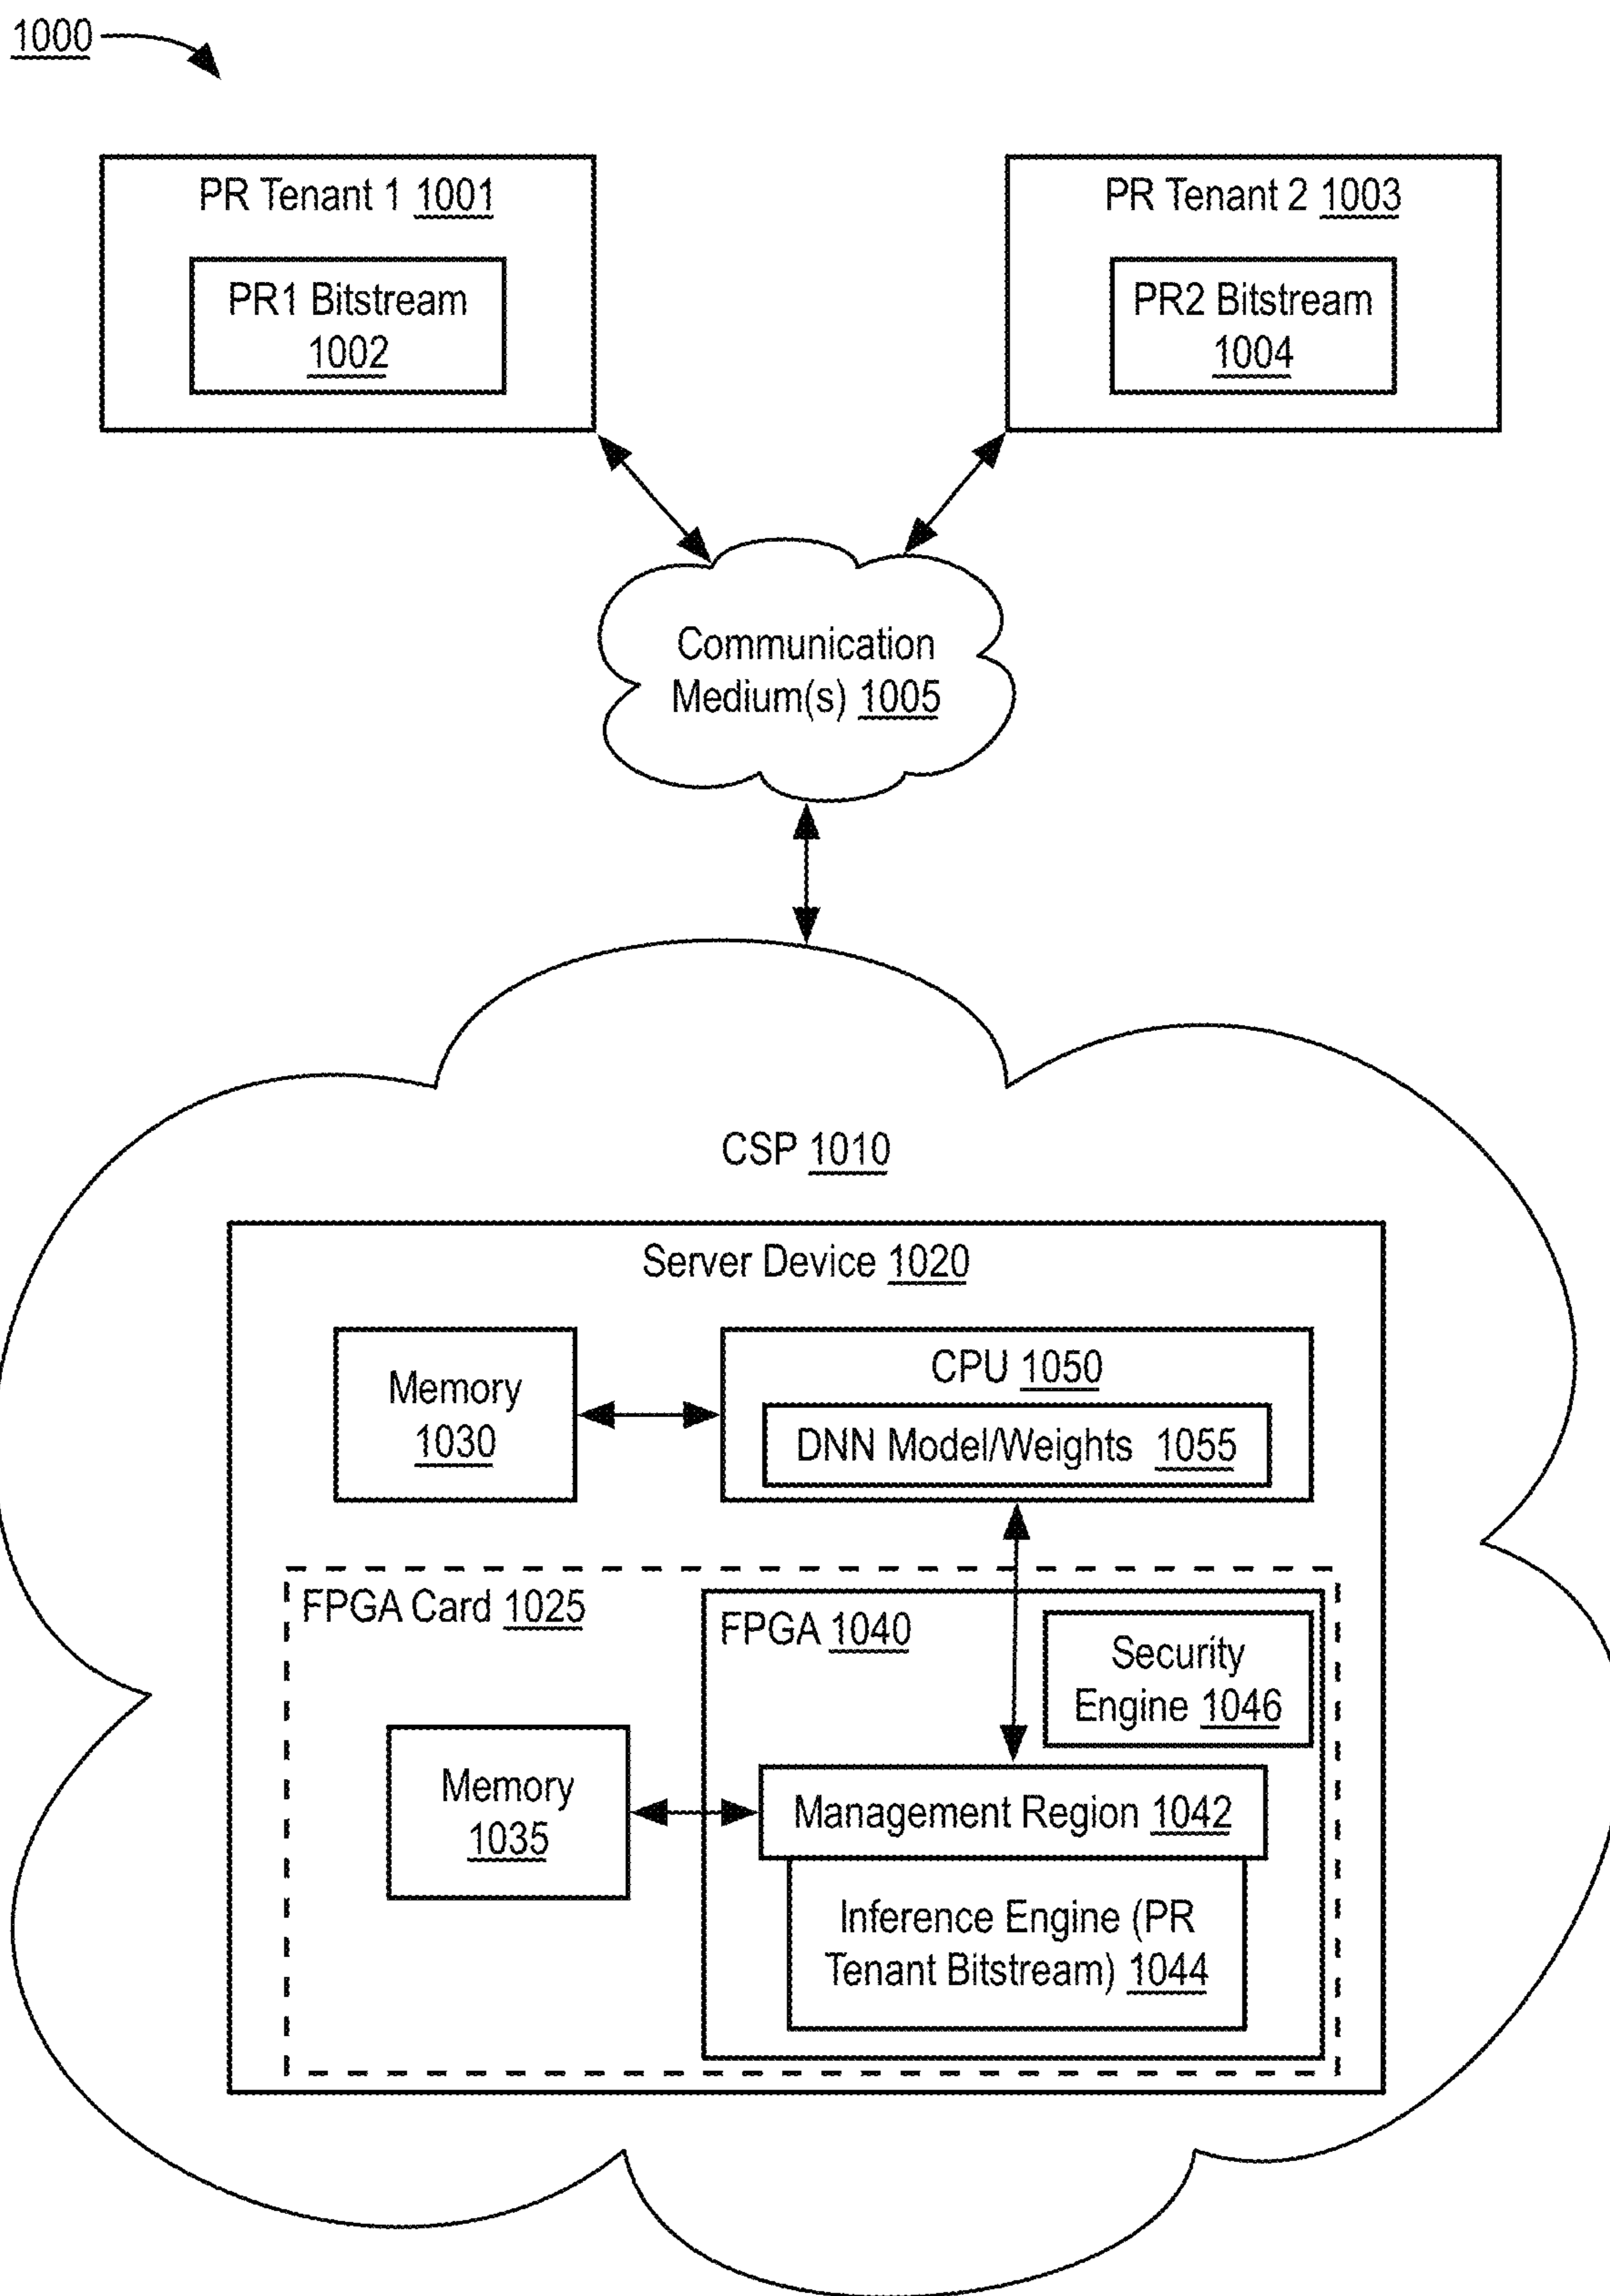 1000
PR Tenant 1 1001
PR1 Bitstream
1002
PR Tenant 2 1003
PR2 Bitstream
1004
Communication
Medium(s) 1005
CSP 1010
Server Device 1020
Memory
1030
CPU 1050
DNN Model/Weights 1055
FPGA Card 1025
FPGA 1040
Security
Engine 1046
Memory
1035
Management Region 1042
Inference Engine (PR
Tenant Bitstream) 1044